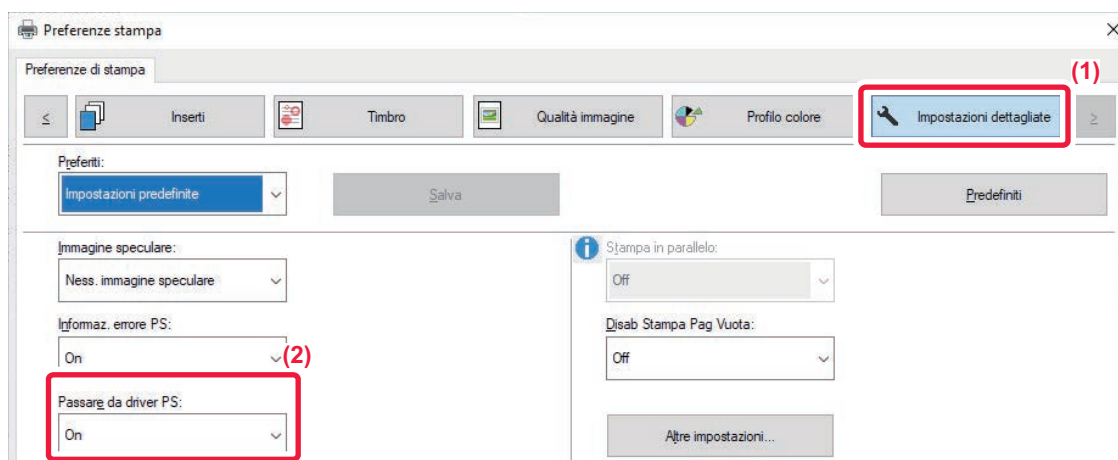 Preferenze stampa
Preferenze di stampa
(1)
< Inserti Timbro Qualità immagine Profilo colore Impostazioni dettagliate >
Preferiti:
Impostazioni predefinite Salva Predefiniti
Immagine speculare: Stampa in parallelo:
Ness. immagine speculare Off
Informaz. errore PS: Disab Stampa Pag Vuota:
On (2) Off
Passare da driver PS:
On Altre impostazioni...